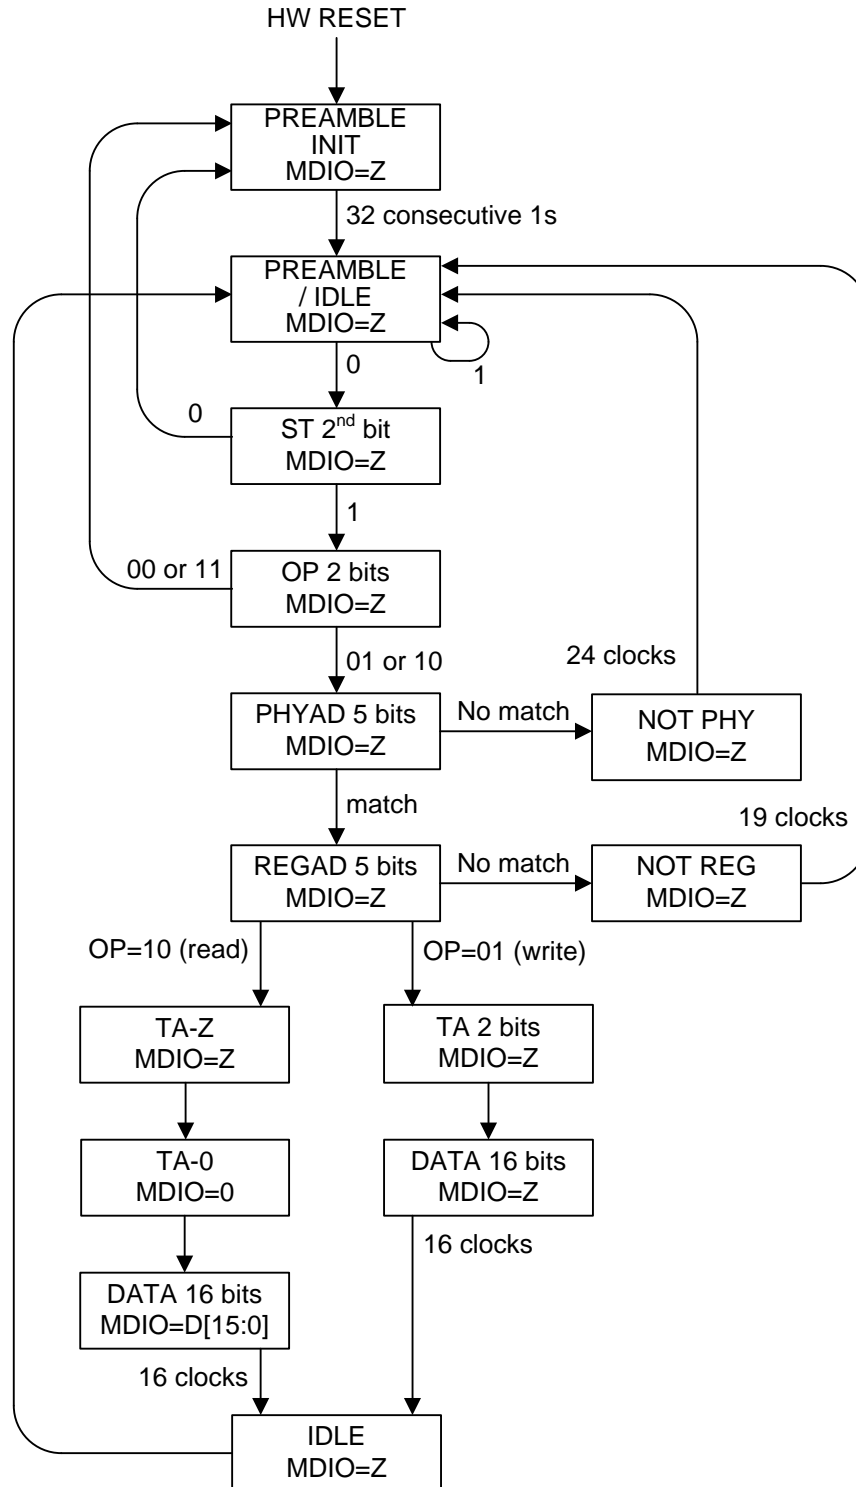 HW RESET
PREAMBLE
INIT
MDIO=Z
32 consecutive 1s
PREAMBLE
/ IDLE
MDIO=Z
0
1
0
ST 2nd bit
MDIO=Z
1
00 or 11
OP 2 bits
MDIO=Z
01 or 10
24 clocks
PHYAD 5 bits
MDIO=Z
No match
NOT PHY
MDIO=Z
match
19 clocks
REGAD 5 bits
MDIO=Z
No match
NOT REG
MDIO=Z
OP=10 (read)
OP=01 (write)
TA-Z
MDIO=Z
TA 2 bits
MDIO=Z
TA-0
MDIO=0
DATA 16 bits
MDIO=Z
16 clocks
DATA 16 bits
MDIO=D[15:0]
16 clocks
IDLE
MDIO=Z